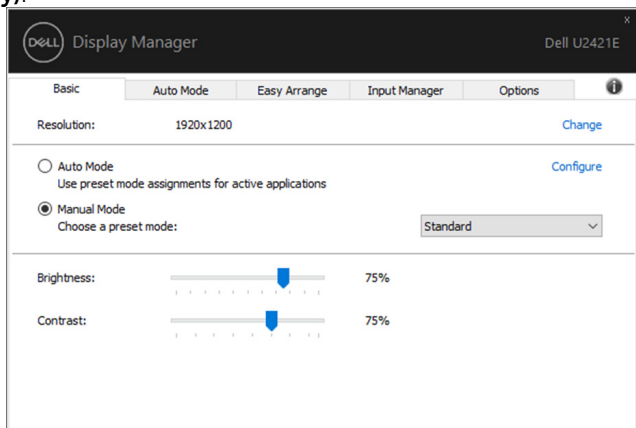 y).
DELL Display Manager Dell U2421E
x
Basic Auto Mode Easy Arrange Input Manager Options i
Resolution: 1920x1200 Change
Auto Mode Configure
Use preset mode assignments for active applications
Manual Mode
Choose a preset mode: Standard
Brightness: 75%
Contrast: 75%